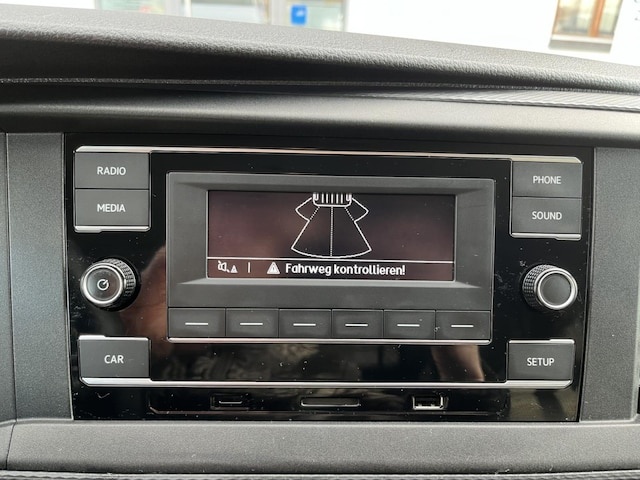 RADIO
PHONE
MEDIA
SOUND
Fahrweg kontrollieren!
CAR
SETUP